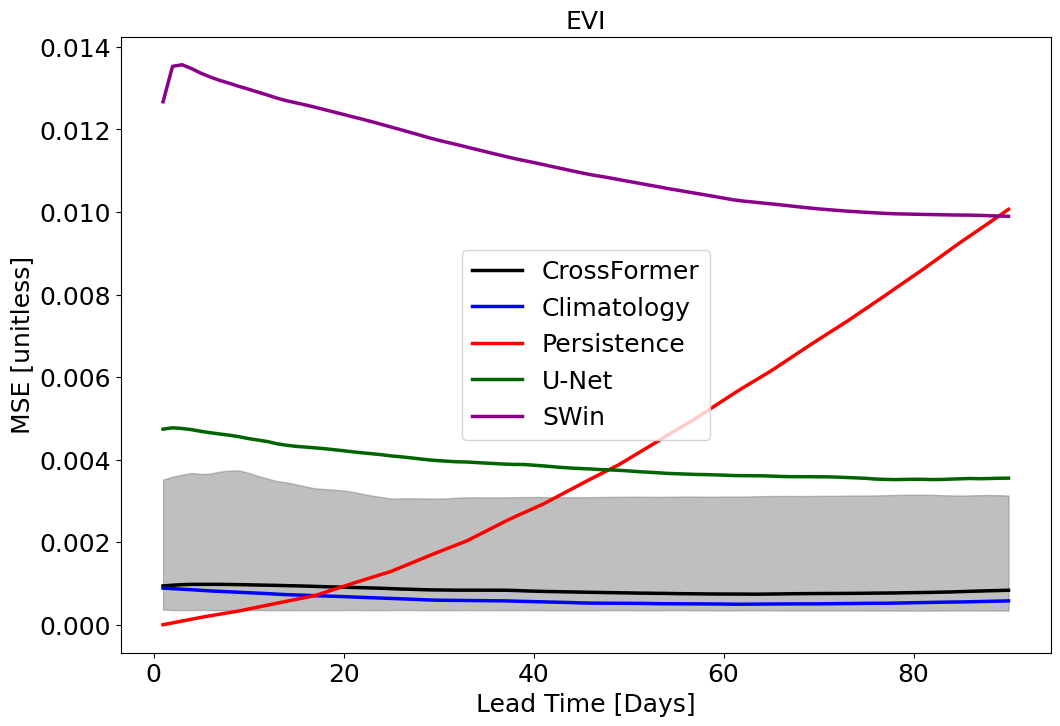 EVI
0.014
0.012
0.010
0.008
0.006
0.004
0.002
0.000
MSE [unitless]
CrossFormer
Climatology
Persistence
U-Net
SWin
0 20 40 60 80
Lead Time [Days]